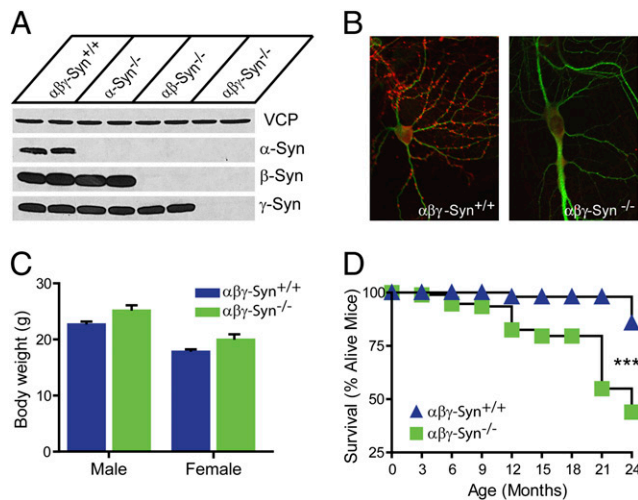 A
αβγ-Syn+/+
α-Syn-/-
αβ-Syn-/-
αβγ-Syn-/-
VCP
α-Syn
β-Syn
γ-Syn
B
αβγ-Syn+/+
αβγ-Syn -/-
C
Body weight (g)
30
20
10
0
αβγ-Syn+/+
αβγ-Syn-/-
Male
Female
D
Survival (% Alive Mice)
100
75
50
25
***
αβγ-Syn+/+
αβγ-Syn-/-
0 3 6 9 12 15 18 21 24
Age (Months)